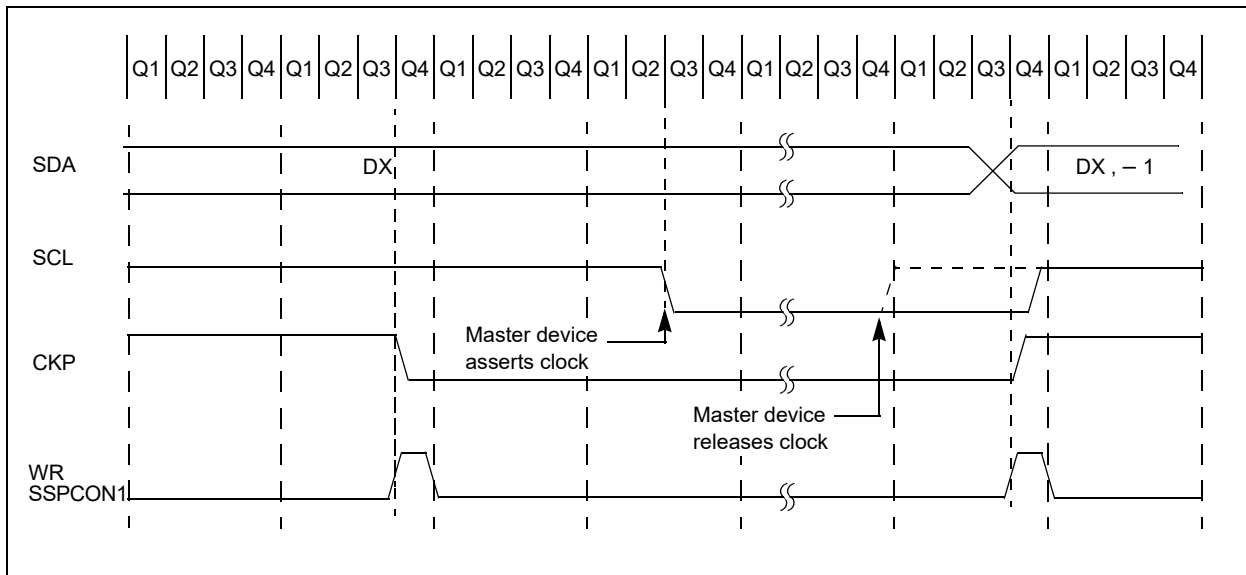 Q1 Q2 Q3 Q4 Q1 Q2 Q3 Q4 Q1 Q2 Q3 Q4 Q1 Q2 Q3 Q4 Q1 Q2 Q3 Q4 Q1 Q2 Q3 Q4 Q1 Q2 Q3 Q4
SDA
DX
DX , – 1
SCL
Master device
asserts clock
CKP
Master device
releases clock
WR
SSPCON1